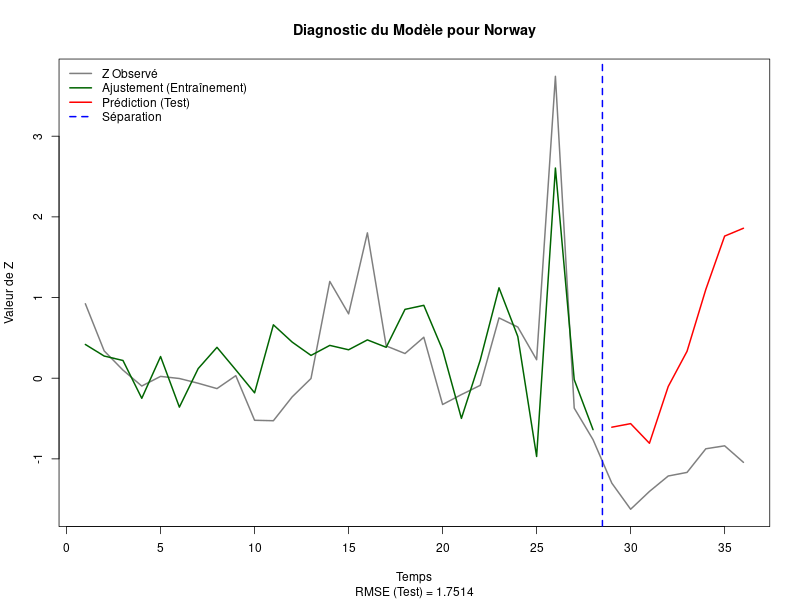 Diagnostic du Modèle pour Norway
Z Observé
Ajustement (Entraînement)
Prédiction (Test)
Séparation
Valeur de Z
3
2
1
0
-1
0 5 10 15 20 25 30 35
Temps
RMSE (Test) = 1.7514